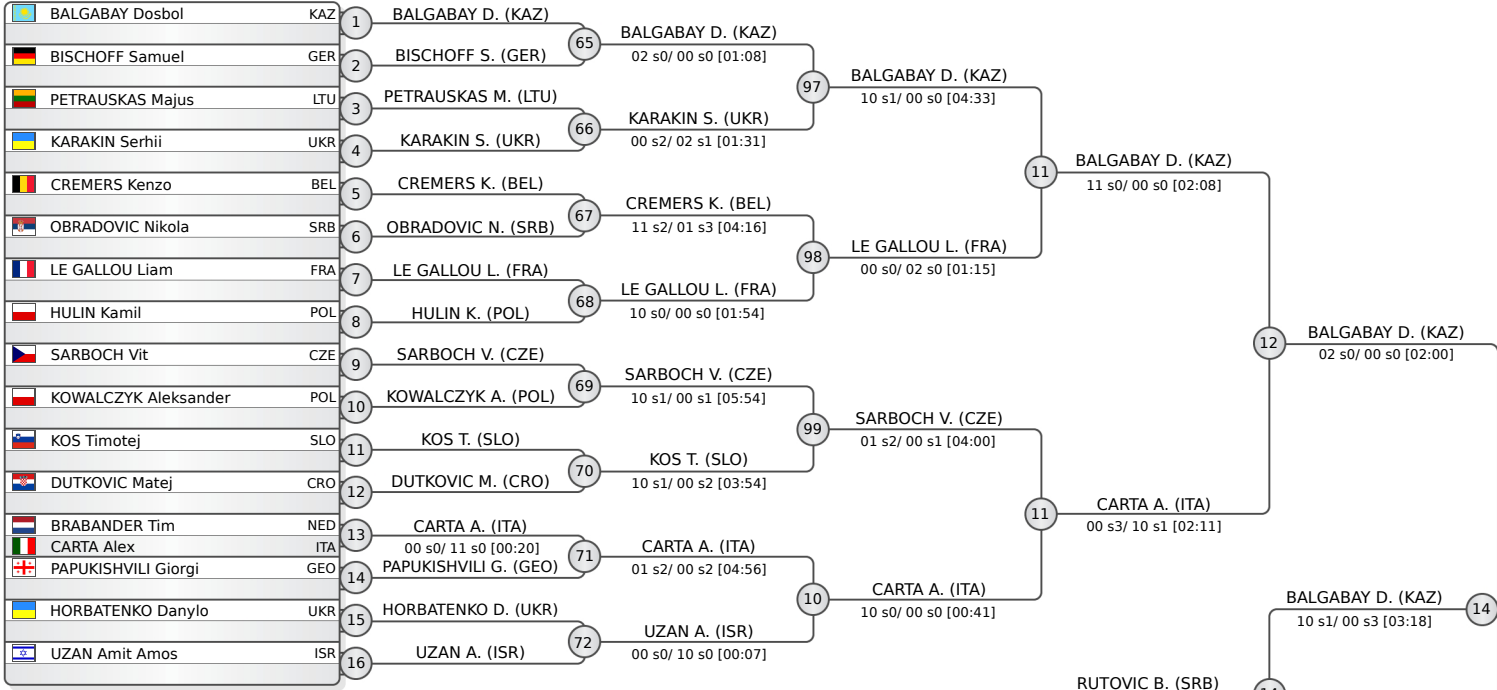 BALGABAY Dosbol KAZ
BISCHOFF Samuel GER
PETRAUSKAS Majus LTU
KARAKIN Serhii UKR
CREMERS Kenzo BEL
OBRADOVIC Nikola SRB
LE GALLOU Liam FRA
HULIN Kamil POL
SARBOCH Vit CZE
KOWALCZYK Aleksander POL
KOS Timotej SLO
DUTKOVIC Matej CRO
BRABANDER Tim NED
CARTA Alex ITA
PAPUKISHVILI Giorgi GEO
HORBATENKO Danylo UKR
UZAN Amit Amos ISR
1
2
3
4
5
6
7
8
9
10
11
12
13
14
15
16
BALGABAY D. (KAZ)
BISCHOFF S. (GER)
PETRAUSKAS M. (LTU)
KARAKIN S. (UKR)
CREMERS K. (BEL)
OBRADOVIC N. (SRB)
LE GALLOU L. (FRA)
HULIN K. (POL)
SARBOCH V. (CZE)
KOWALCZYK A. (POL)
KOS T. (SLO)
DUTKOVIC M. (CRO)
CARTA A. (ITA)
00 s0/ 11 s0 [00:20]
PAPUKISHVILI G. (GEO)
HORBATENKO D. (UKR)
UZAN A. (ISR)
65
66
67
68
69
70
71
72
BALGABAY D. (KAZ)
02 s0/ 00 s0 [01:08]
KARAKIN S. (UKR)
00 s2/ 02 s1 [01:31]
CREMERS K. (BEL)
11 s2/ 01 s3 [04:16]
LE GALLOU L. (FRA)
10 s0/ 00 s0 [01:54]
SARBOCH V. (CZE)
10 s1/ 00 s1 [05:54]
KOS T. (SLO)
10 s1/ 00 s2 [03:54]
CARTA A. (ITA)
01 s2/ 00 s2 [04:56]
UZAN A. (ISR)
00 s0/ 10 s0 [00:07]
97
98
99
10
BALGABAY D. (KAZ)
10 s1/ 00 s0 [04:33]
LE GALLOU L. (FRA)
00 s0/ 02 s0 [01:15]
SARBOCH V. (CZE)
01 s2/ 00 s1 [04:00]
CARTA A. (ITA)
10 s0/ 00 s0 [00:41]
11
11
BALGABAY D. (KAZ)
11 s0/ 00 s0 [02:08]
CARTA A. (ITA)
00 s3/ 10 s1 [02:11]
12
BALGABAY D. (KAZ)
02 s0/ 00 s0 [02:00]
BALGABAY D. (KAZ)
10 s1/ 00 s3 [03:18]
14
RUTOVIC B. (SRB)